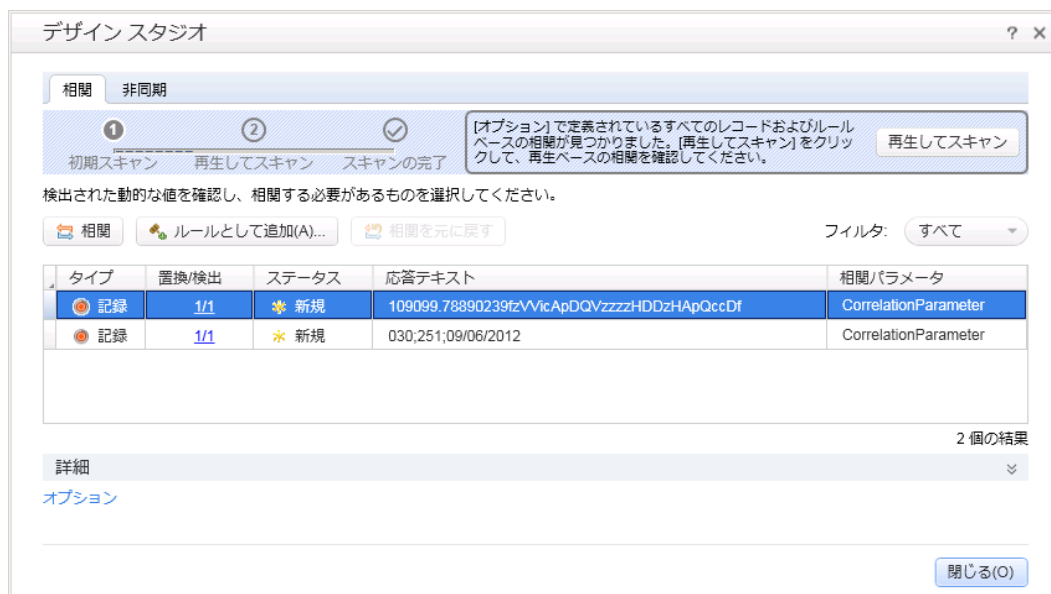 デザイン スタジオ
? ×
相関 非同期
1 2
初期スキャン 再生してスキャン スキャンの完了
[オプション] で定義されているすべてのレコードおよびルール
ベースの相関が見つかりました。[再生してスキャン] をクリッ
クして、再生ベースの相関を確認してください。
再生してスキャン
検出された動的な値を確認し、相関する必要があるものを選択してください。
相関 ルールとして追加(A)... 相関を元に戻す フィルタ: すべて
タイプ 置換/検出 ステータス 応答テキスト 相関パラメータ
記録 1/1 新規 109099.78890239fzVVicApDQVzzzzHDDzHApQccDf CorrelationParameter
記録 1/1 新規 030;251;09/06/2012 CorrelationParameter
2 個の結果
詳細
オプション
閉じる(O)